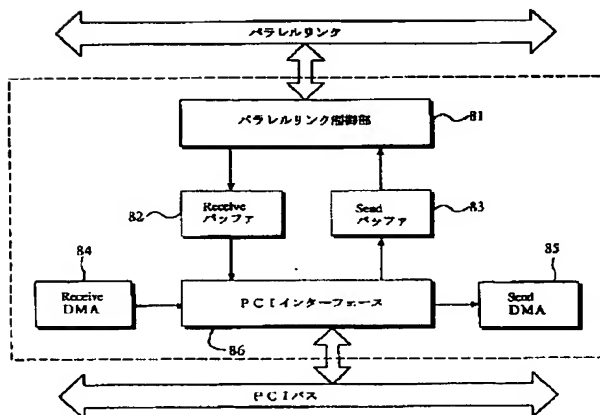 パラレルリンク
パラレルリンク制御部
81
Receive
バッファ
82
Send
バッファ
83
84
Receive
DMA
PCIインターフェース
85
Send
DMA
86
PCIバス